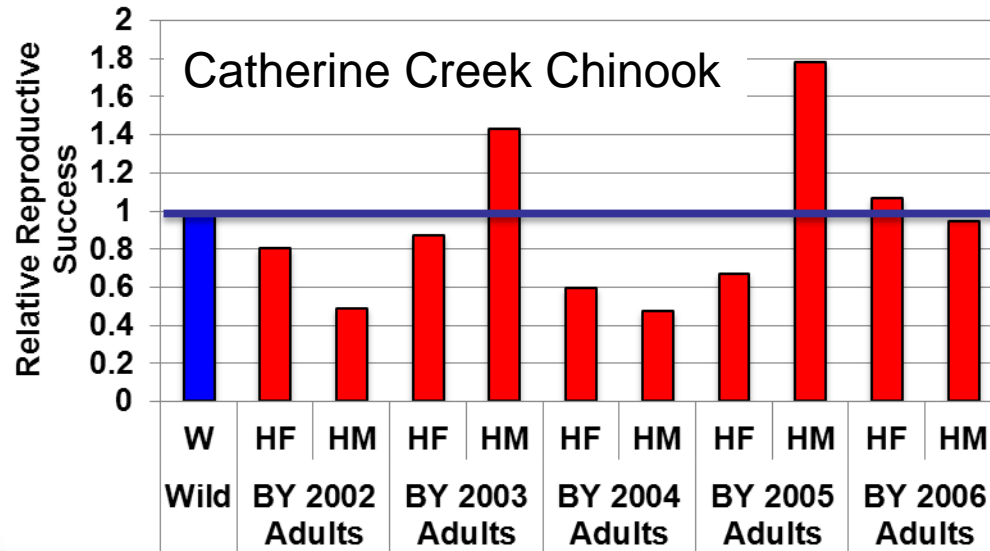 Relative Reproductive
Success
2
1.8
1.6
1.4
1.2
1
0.8
0.6
0.4
0.2
0
Catherine Creek Chinook
W HF HM HF HM HF HM HF HM HF HM
Wild BY 2002 BY 2003 BY 2004 BY 2005 BY 2006
Adults Adults Adults Adults Adults